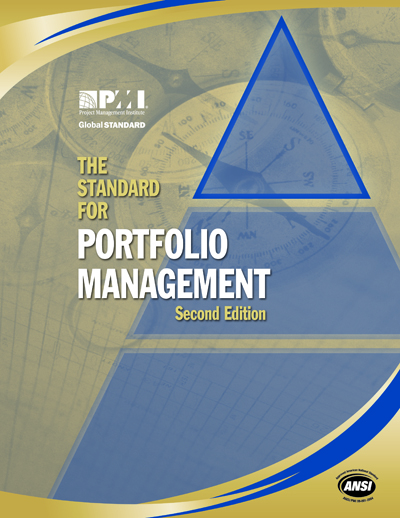 PMI
Project Management Institute
Global STANDARD
THE
STANDARD
FOR
PORTFOLIO
MANAGEMENT
Second Edition
ANSI